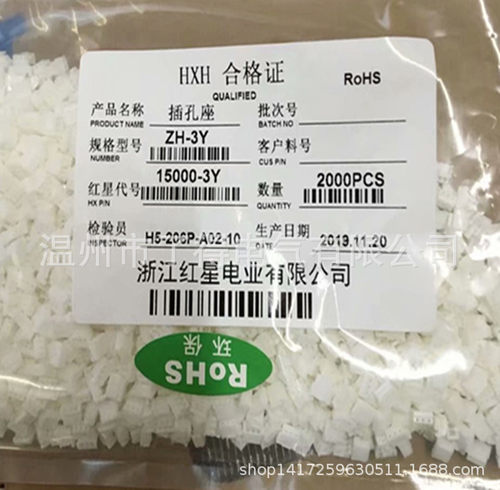 HXH 合格证 RoHS
QUALIFIED
产品名称 插孔座 批次号
PRODUCT NAME BATCH NO
规格型号 ZH-3Y 客户料号
NUMBER CUS P/N
红星代号 15000-3Y 数量 2000PCS
HX P/N QUANTITY
检验员 H5-206P-A02-10 生产日期 2013.11.20
INSPECTOR DATE
浙江红星电业有限公司
环保
RoHS
shop1417259630511.1688.com